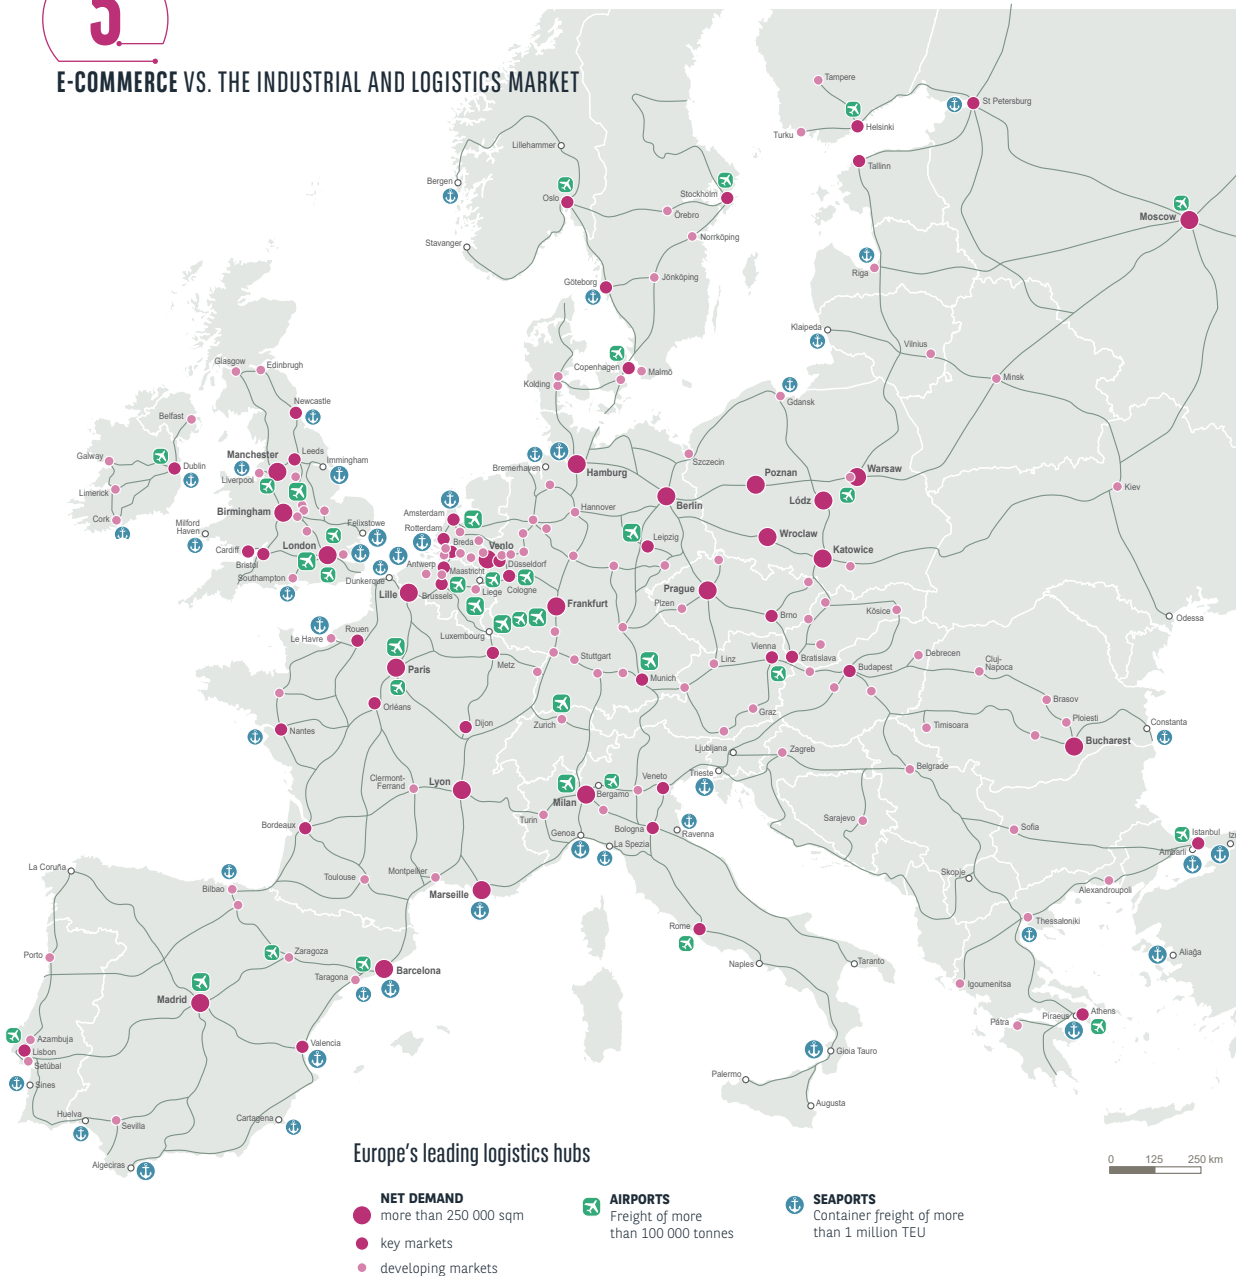 3
E-COMMERCE VS. THE INDUSTRIAL AND LOGISTICS MARKET
Tampere
St Petersburg
Helsinki
Turku
Tallinn
Lillehammer
Bergen
Oslo
Stockholm
Örebro
Moscow
Norrköping
Stavanger
Riga
Göteborg
Jönköping
Klaipeda
Vilnius
Glasgow
Edinbrugh
Copenhagen
Malmö
Minsk
Kolding
Newcastle
Gdansk
Belfast
Galway
Manchester
Leeds
Dublin
Immingham
Liverpool
Bremerhaven
Hamburg
Szczecin
Poznan
Warsaw
Limerick
Kiev
Lódz
Berlin
Birmingham
Amsterdam
Hannover
Cork
Milford
Haven
Felixstowe
Rotterdam
Wroclaw
Breda
Venlo
Leipzig
Cardiff
London
Bristol
Katowice
Antwerp
Düsseldorf
Maastricht
Southampton
Dunkerque
Lille
Brussels
Liege
Cologne
Prague
Frankfurt
Plzen
Kösice
Brno
Odessa
Rouen
Le Havre
Luxembourg
Vienna
Debrecen
Stuttgart
Linz
Bratislava
Budapest
Cluj-
Napoca
Paris
Metz
Munich
Brasov
Orléans
Graz
Ploiesti
Constanta
Nantes
Dijon
Zurich
Timisoara
Bucharest
Ljubljana
Zagreb
Belgrade
Trieste
Clermont-
Ferrand
Lyon
Veneto
Bergamo
Milan
Turin
Sarajevo
Bordeaux
Sofia
Bologna
Genoa
Ravenna
Istanbul
La Spezia
Ambarli
La Coruña
Toulouse
Montpellier
Skopje
Bilbao
Marseille
Alexandroupoli
Thessaloniki
Rome
Porto
Zaragoza
Aliağa
Naples
Taranto
Taragona
Barcelona
Igoumenitsa
Madrid
Piraeus
Athens
Pátra
Azambuja
Lisbon
Valencia
Setúbal
Gioia Tauro
Sines
Palermo
Augusta
Huelva
Sevilla
Cartagena
Algeciras
Europe's leading logistics hubs
0 125 250 km
NET DEMAND
more than 250 000 sqm
key markets
developing markets
AIRPORTS
Freight of more
than 100 000 tonnes
SEAPORTS
Container freight of more
than 1 million TEU